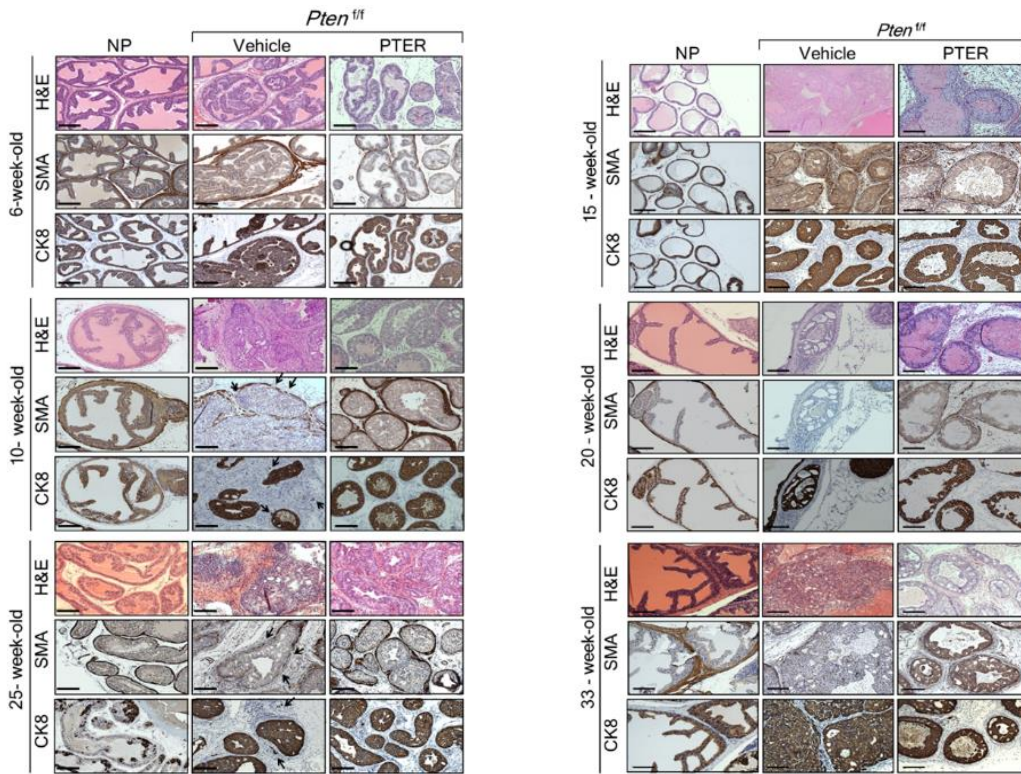 Pten f/f
NP Vehicle PTER
6-week-old
H&E
SMA
CK8
10- week-old
H&E
SMA
CK8
25- week-old
H&E
SMA
CK8
Pten f/f
NP Vehicle PTER
15 - week-old
H&E
SMA
CK8
20 - week-old
H&E
SMA
CK8
33 - week-old
H&E
SMA
CK8